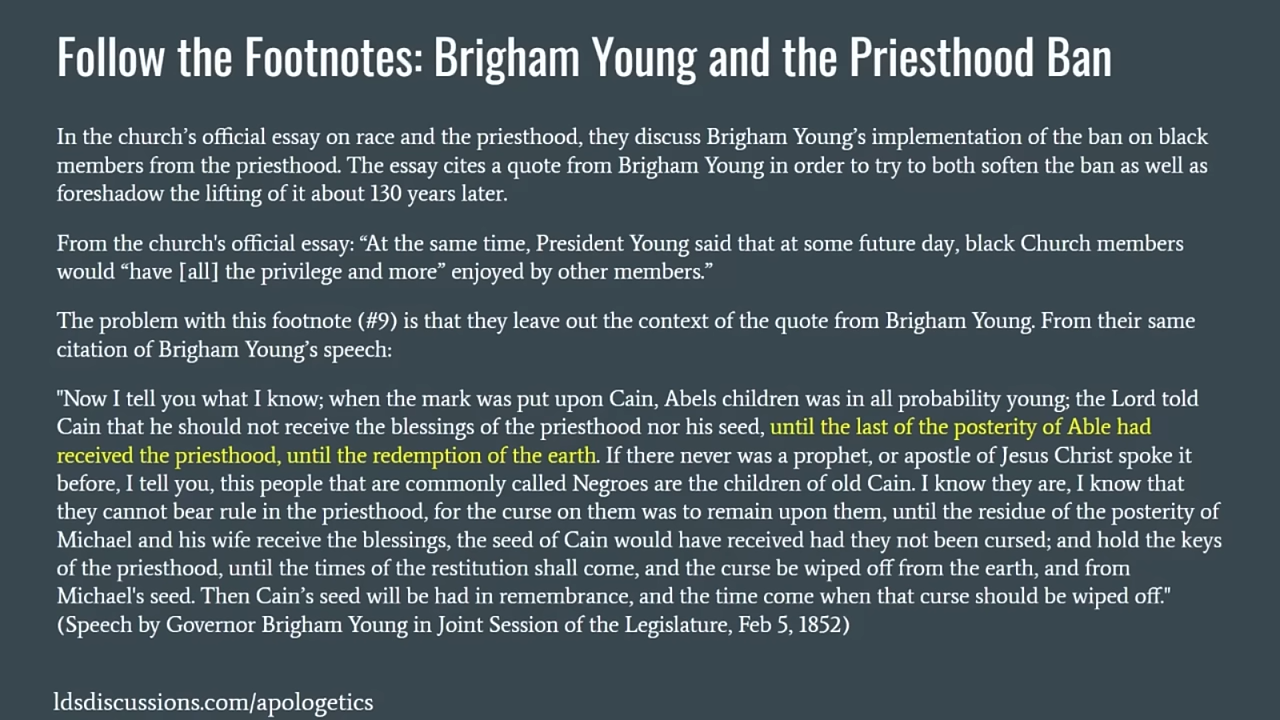 Follow the Footnotes: Brigham Young and the Priesthood Ban
In the church’s official essay on race and the priesthood, they discuss Brigham Young’s implementation of the ban on black
members from the priesthood. The essay cites a quote from Brigham Young in order to try to both soften the ban as well as
foreshadow the lifting of it about 130 years later.
From the church's official essay: “At the same time, President Young said that at some future day, black Church members
would “have [all] the privilege and more” enjoyed by other members.”
The problem with this footnote (#9) is that they leave out the context of the quote from Brigham Young. From their same
citation of Brigham Young’s speech:
"Now I tell you what I know; when the mark was put upon Cain, Abels children was in all probability young; the Lord told
Cain that he should not receive the blessings of the priesthood nor his seed, until the last of the posterity of Able had
received the priesthood, until the redemption of the earth. If there never was a prophet, or apostle of Jesus Christ spoke it
before, I tell you, this people that are commonly called Negroes are the children of old Cain. I know they are, I know that
they cannot bear rule in the priesthood, for the curse on them was to remain upon them, until the residue of the posterity of
Michael and his wife receive the blessings, the seed of Cain would have received had they not been cursed; and hold the keys
of the priesthood, until the times of the restitution shall come, and the curse be wiped off from the earth, and from
Michael's seed. Then Cain’s seed will be had in remembrance, and the time come when that curse should be wiped off."
(Speech by Governor Brigham Young in Joint Session of the Legislature, Feb 5, 1852)
ldsdiscussions.com/apologetics